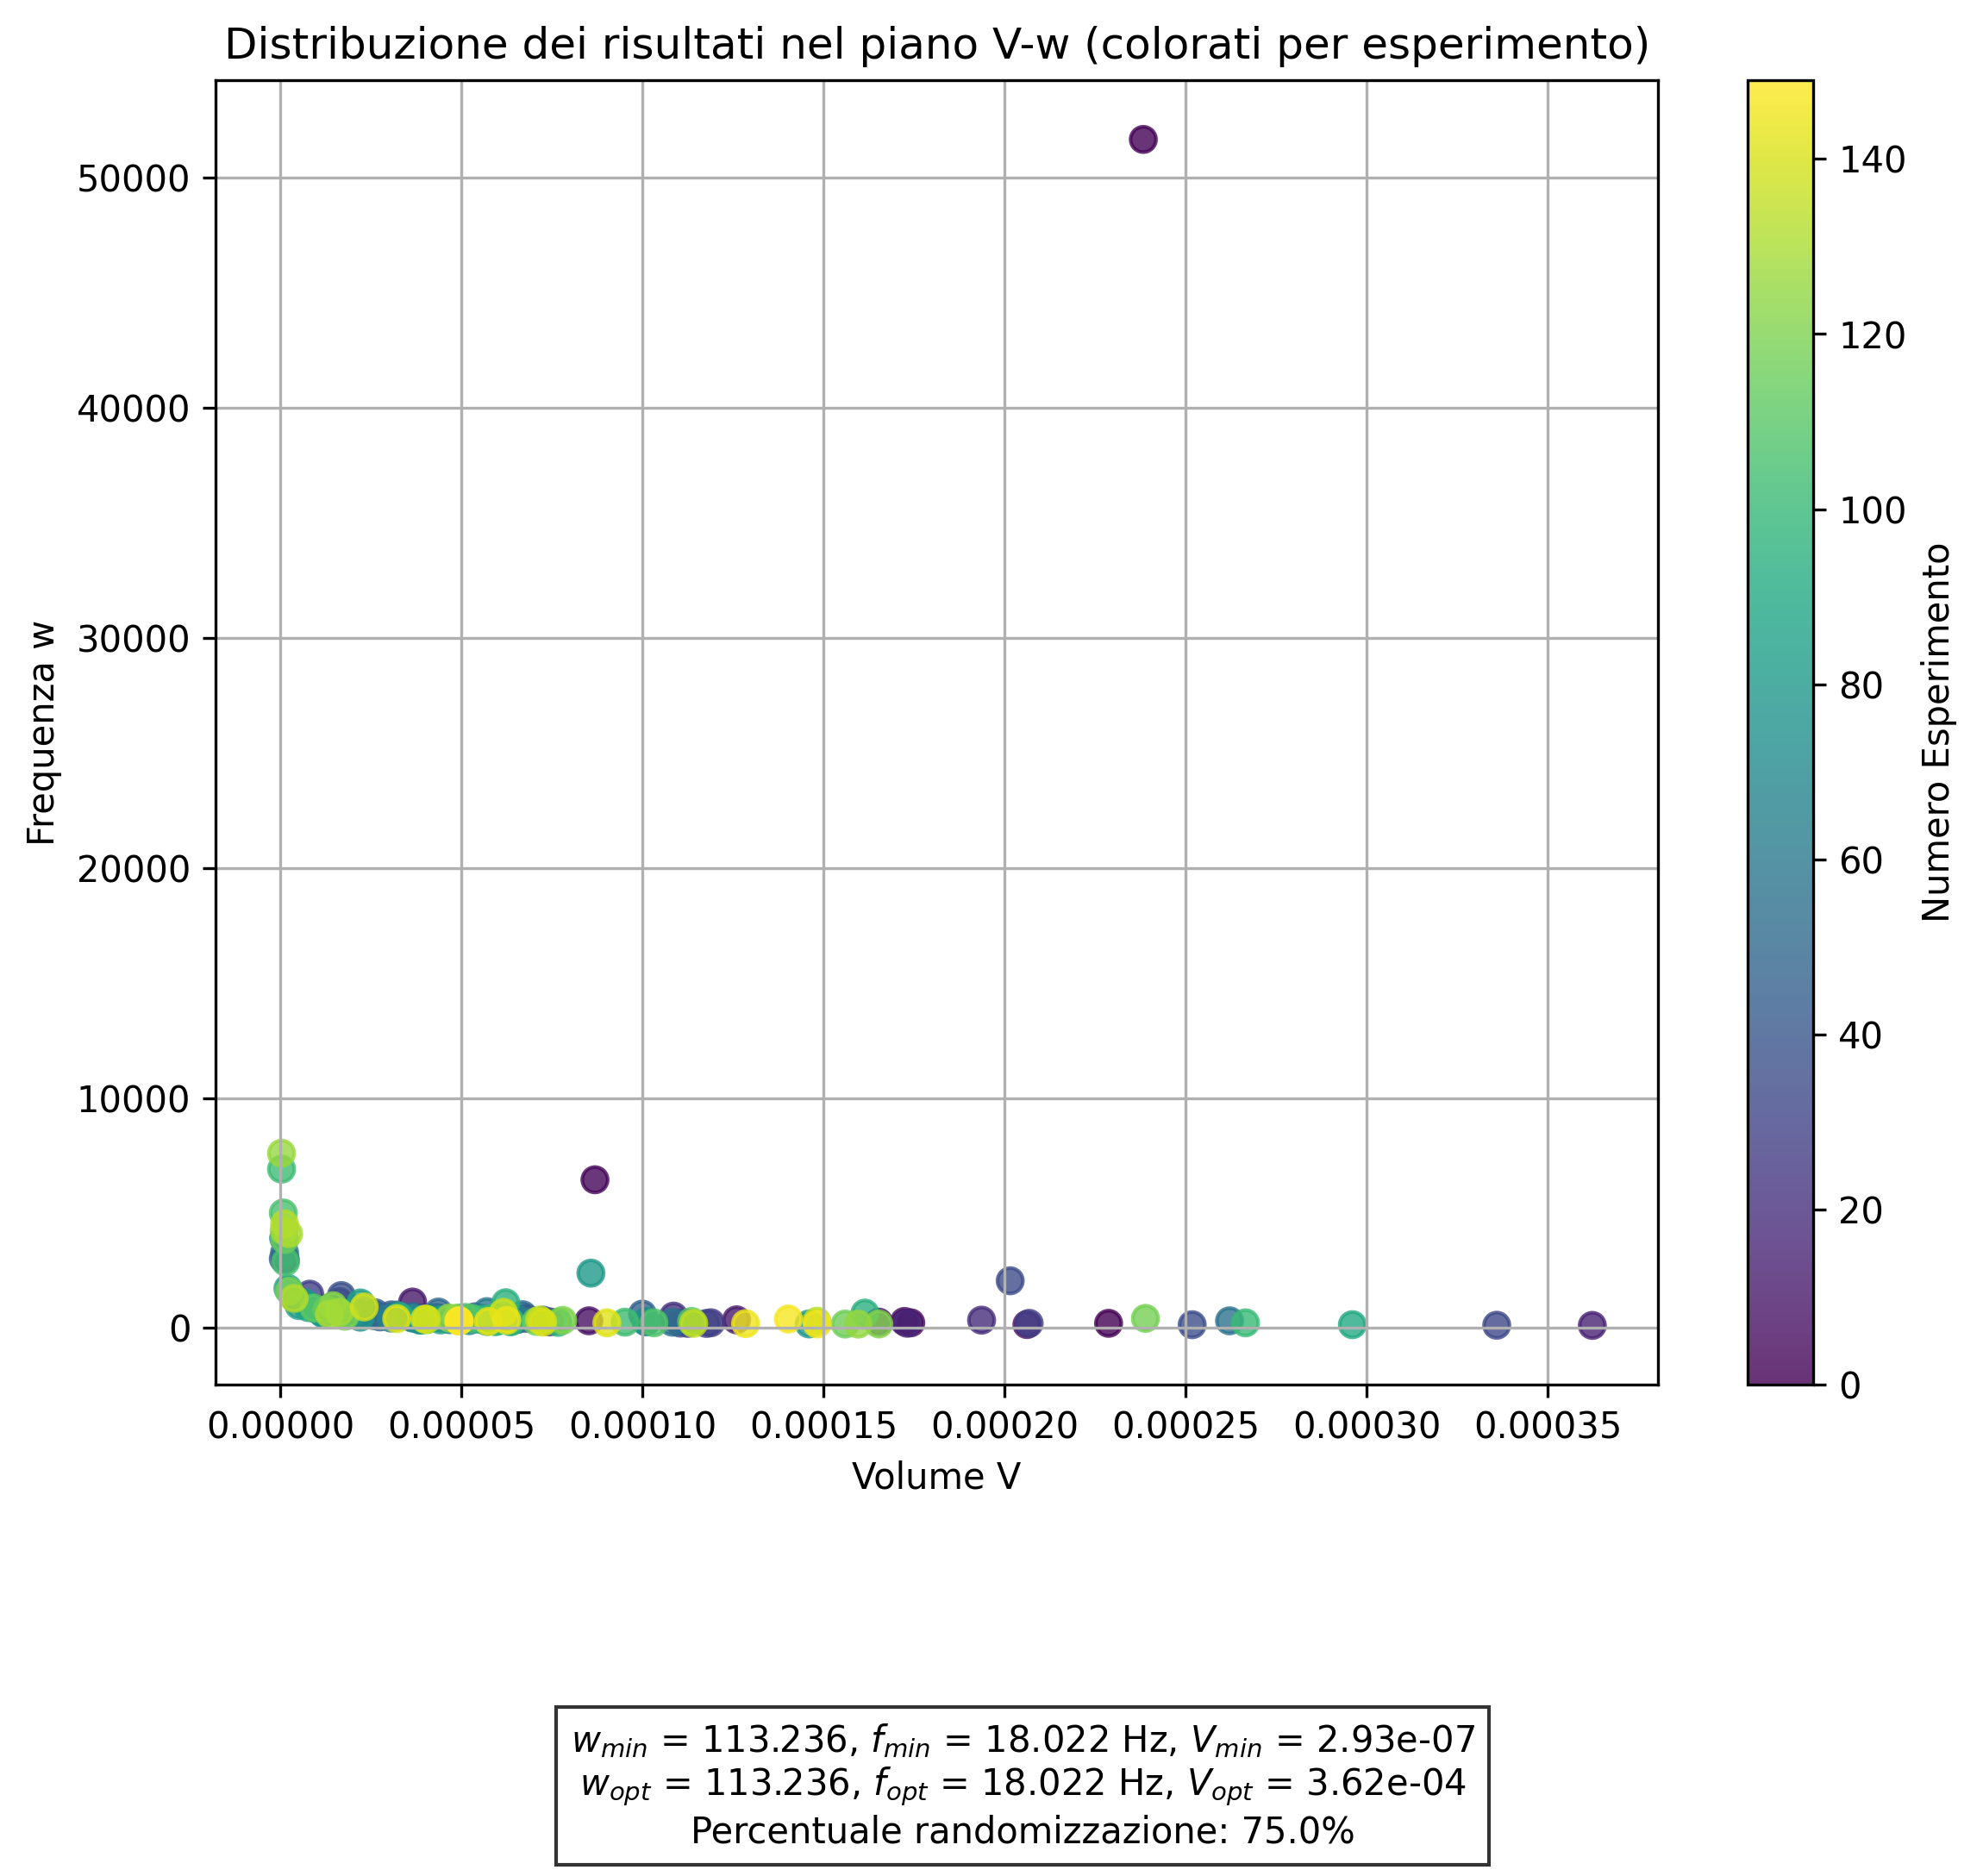 Distribuzione dei risultati nel piano V-w (colorati per esperimento)
50000
40000
30000
20000
10000
0
Frequenza w
0.00000 0.00005 0.00010 0.00015 0.00020 0.00025 0.00030 0.00035
Volume V
140
120
100
80
60
40
20
0
Numero Esperimento
w_min = 113.236, f_min = 18.022 Hz, V_min = 2.93e-07
w_opt = 113.236, f_opt = 18.022 Hz, V_opt = 3.62e-04
Percentuale randomizzazione: 75.0%